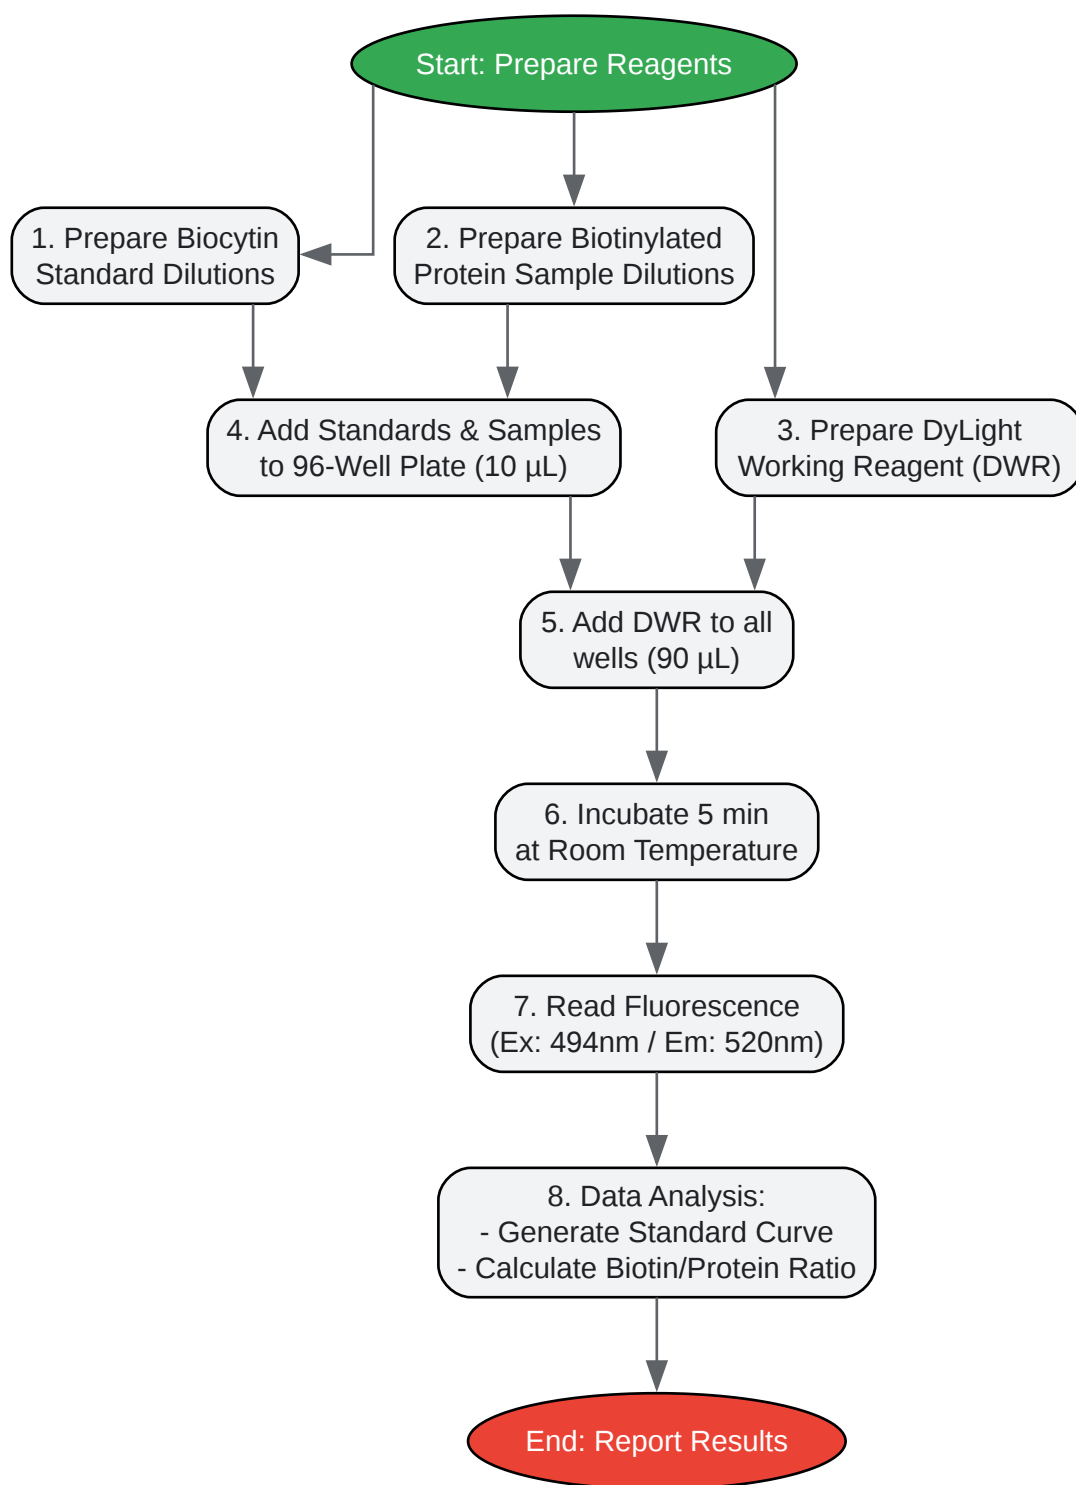 Start: Prepare Reagents
1. Prepare Biocytin
Standard Dilutions
2. Prepare Biotinylated
Protein Sample Dilutions
4. Add Standards & Samples
to 96-Well Plate (10 µL)
3. Prepare DyLight
Working Reagent (DWR)
5. Add DWR to all
wells (90 µL)
6. Incubate 5 min
at Room Temperature
7. Read Fluorescence
(Ex: 494nm / Em: 520nm)
8. Data Analysis:
- Generate Standard Curve
- Calculate Biotin/Protein Ratio
End: Report Results